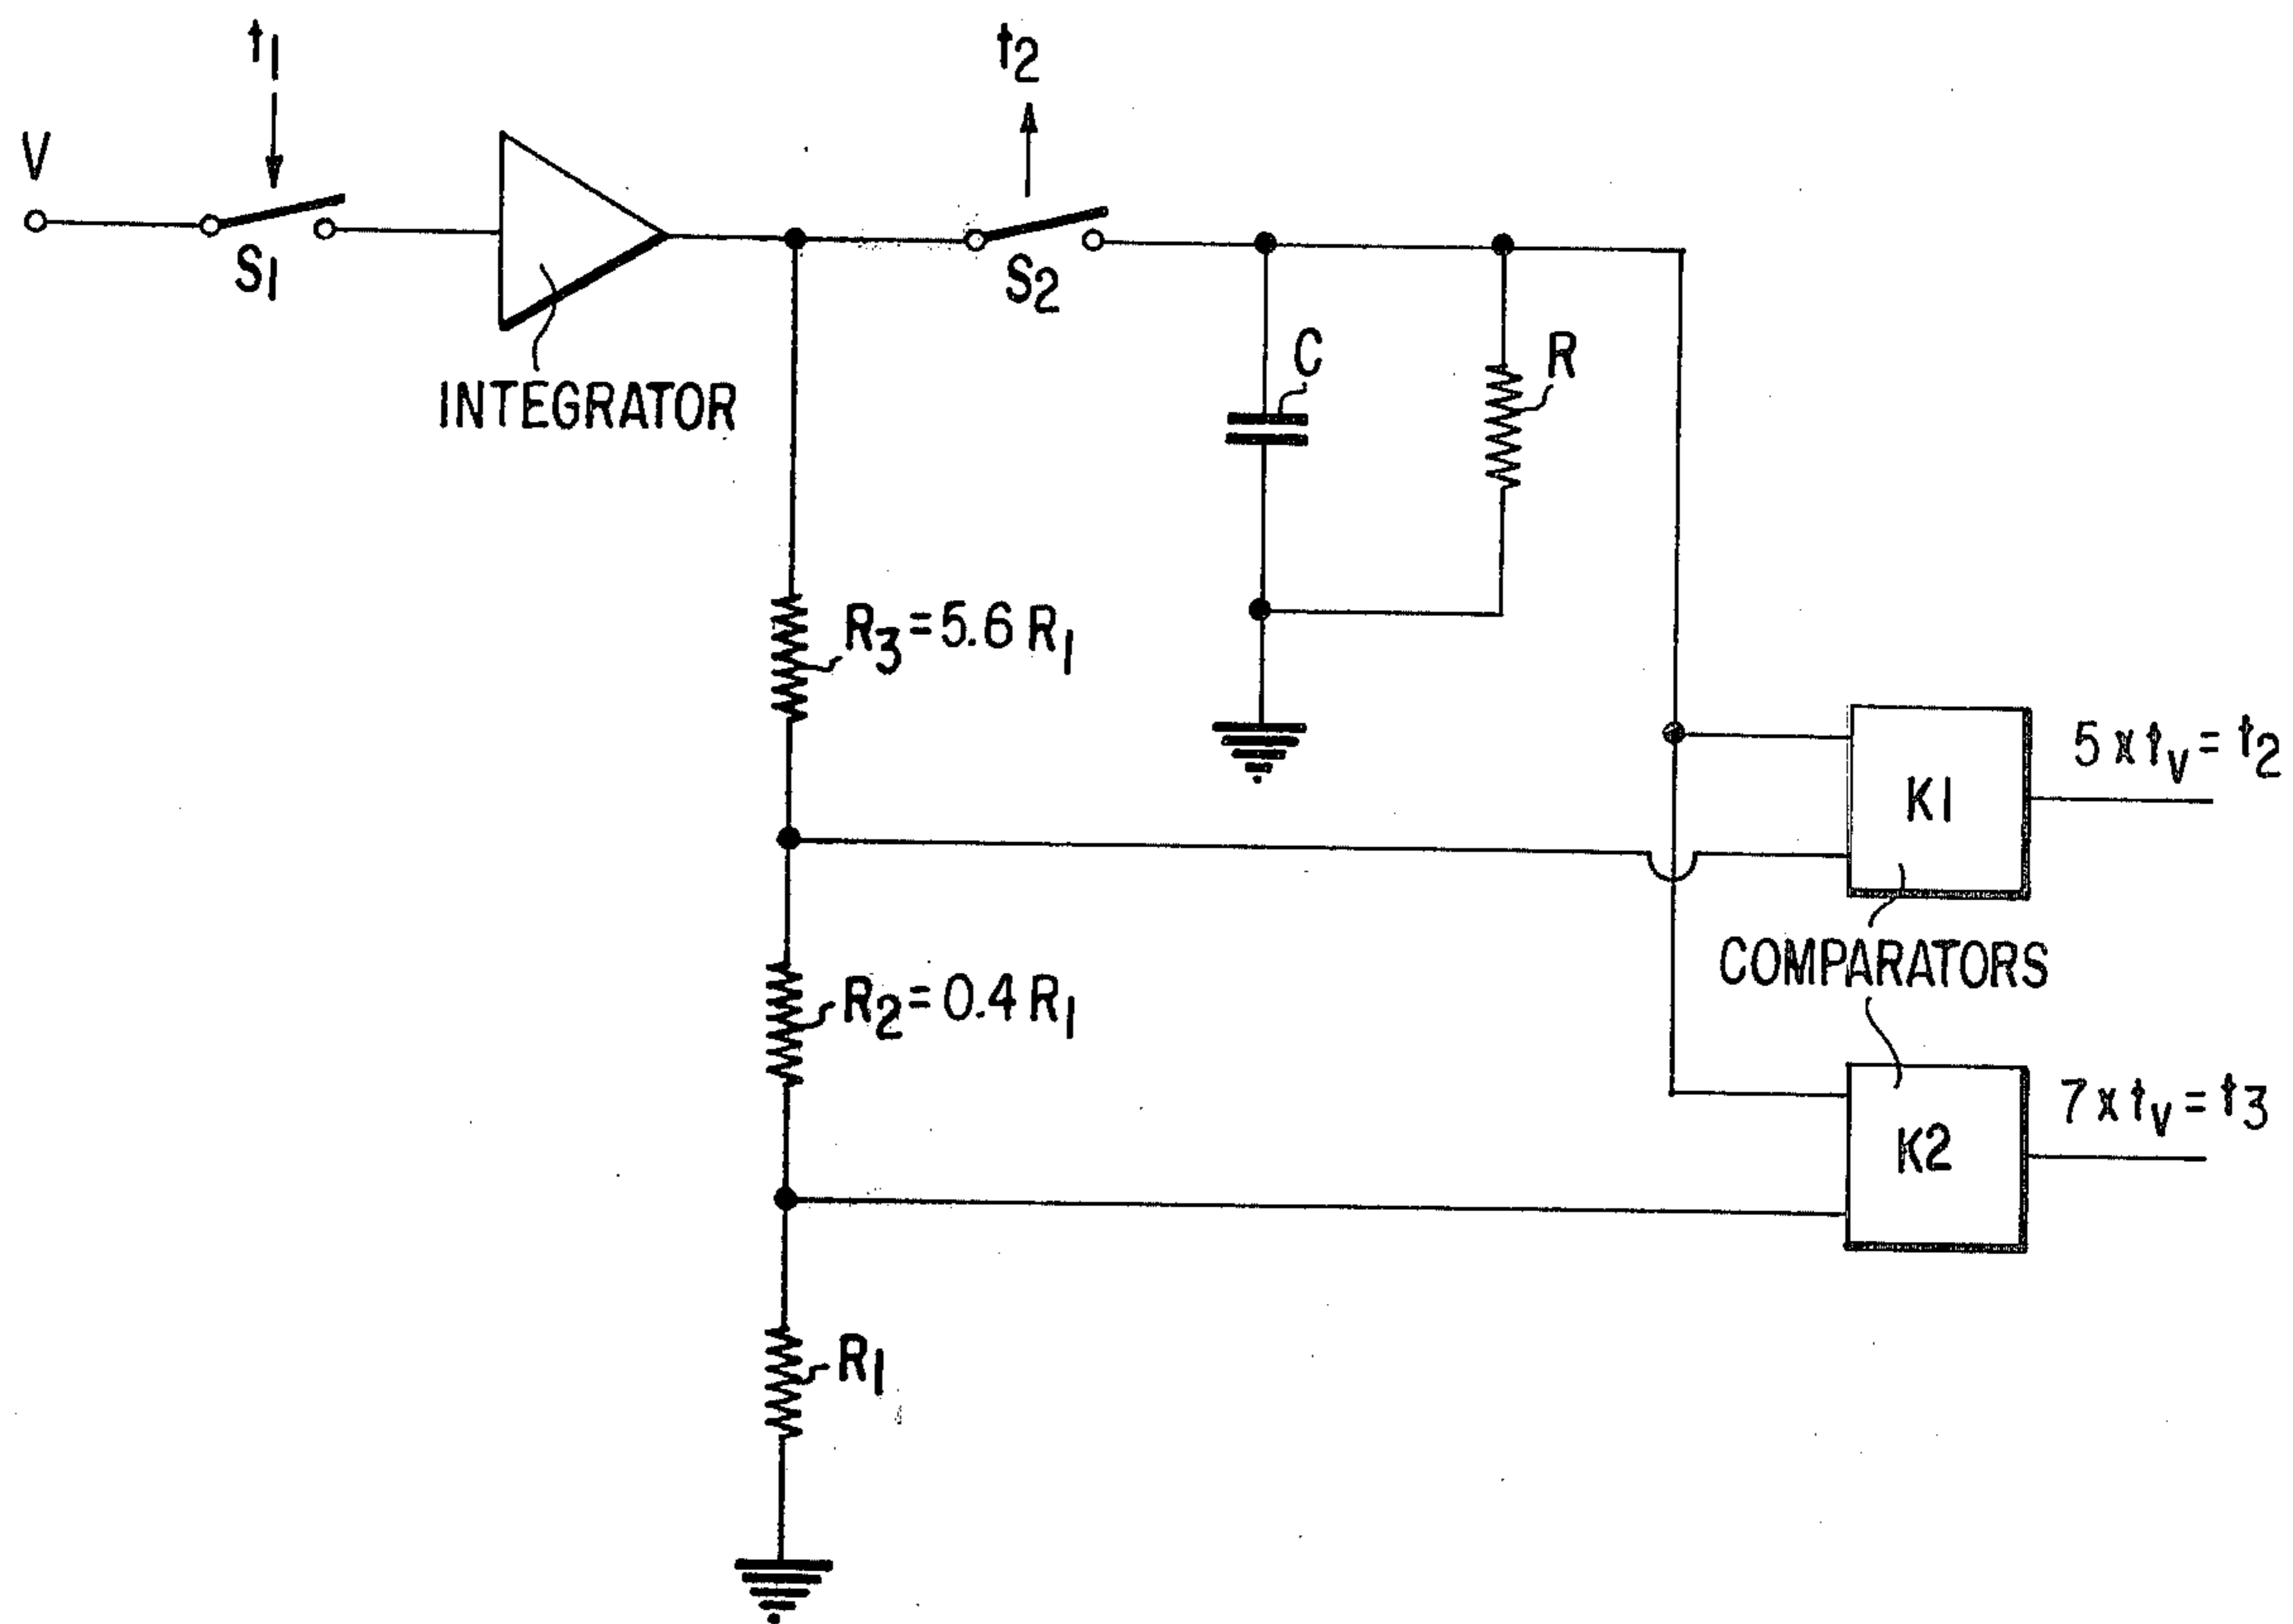 t1
t2
V
S1
S2
INTEGRATOR
C
R
R3=5.6 R1
K1
5 x tv = t2
COMPARATORS
R2=0.4 R1
K2
7 x tv = t3
R1